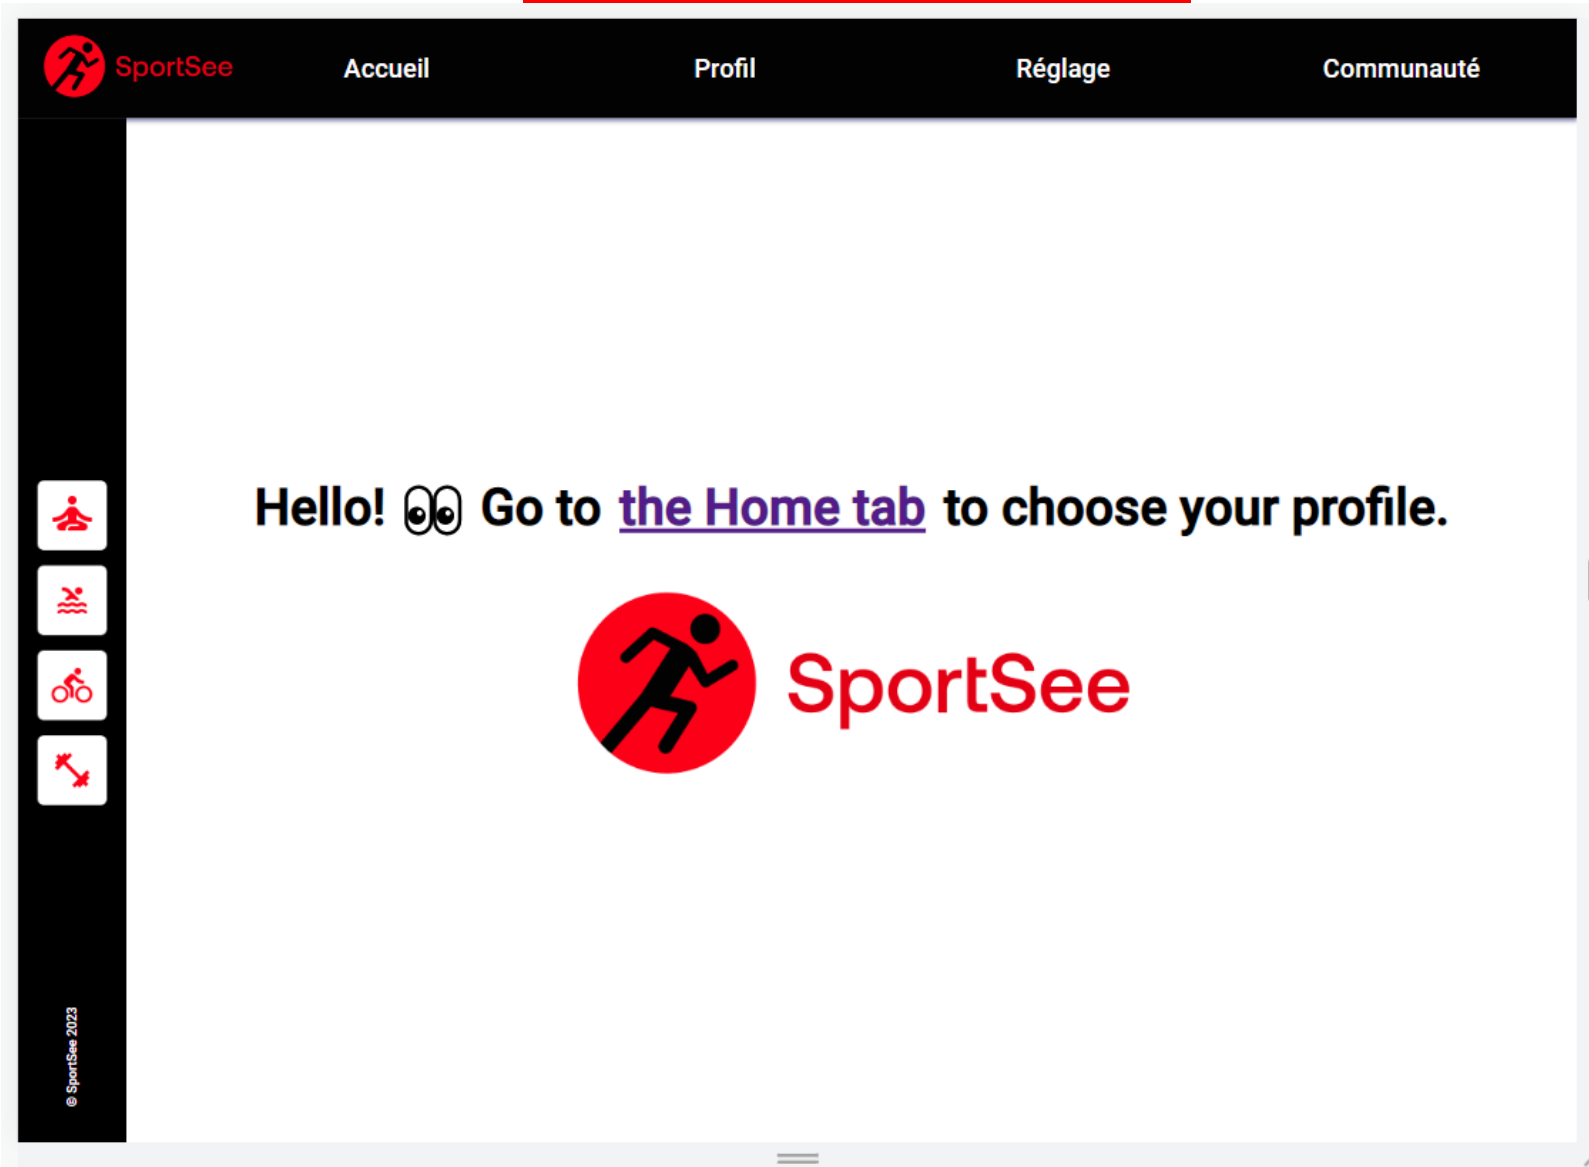 SportSee
Accueil
Profil
Réglage
Communauté
Hello! 👀 Go to the Home tab to choose your profile.
SportSee
© SportSee 2023